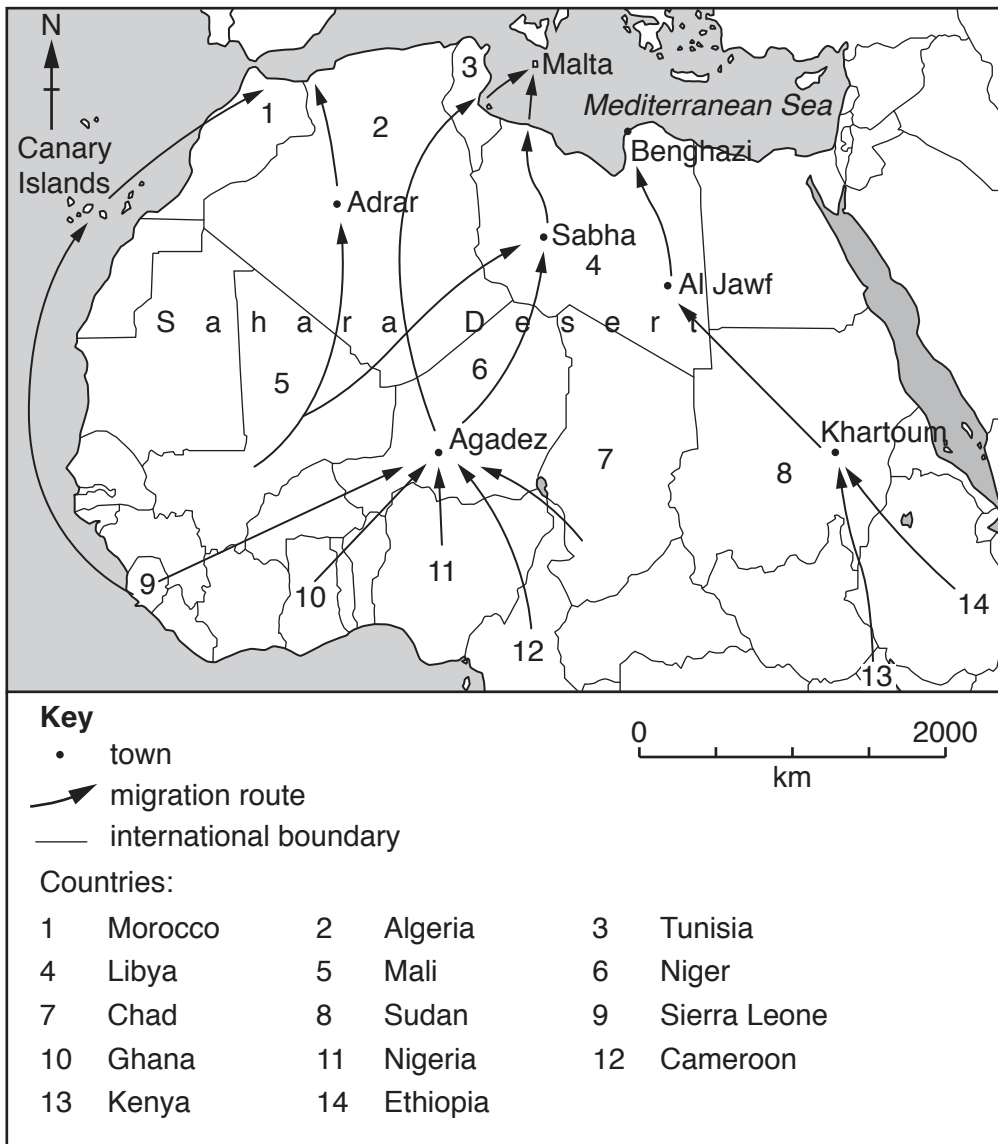 N
3
Malta
1
2
Mediterranean Sea
Canary
Islands
Benghazi
Adrar
Sabha
4
Al Jawf
Sahara Desert
6
5
Agadez
Khartoum
7
8
9
10
11
12
13
14
Key
town
migration route
international boundary
0 2000
km
Countries:
1 Morocco 2 Algeria 3 Tunisia
4 Libya 5 Mali 6 Niger
7 Chad 8 Sudan 9 Sierra Leone
10 Ghana 11 Nigeria 12 Cameroon
13 Kenya 14 Ethiopia